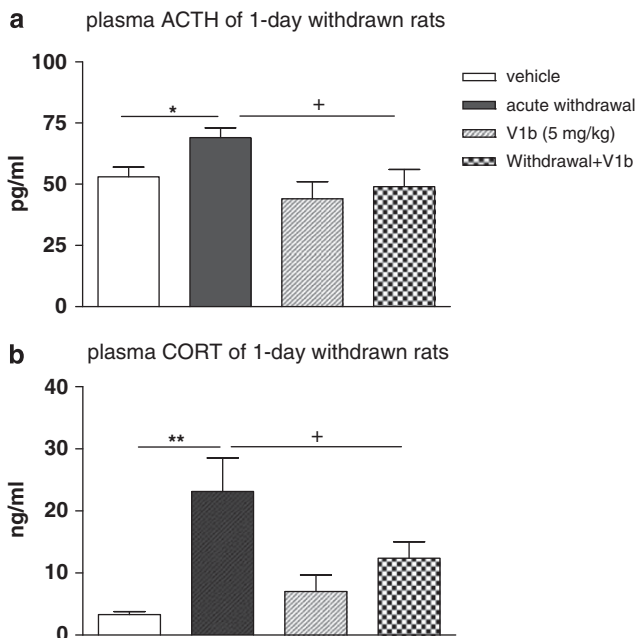 a
plasma ACTH of 1-day withdrawn rats
100
75
50
25
0
pg/ml
*
+
vehicle
acute withdrawal
V1b (5 mg/kg)
Withdrawal+V1b
b
plasma CORT of 1-day withdrawn rats
40
30
20
10
0
ng/ml
**
+